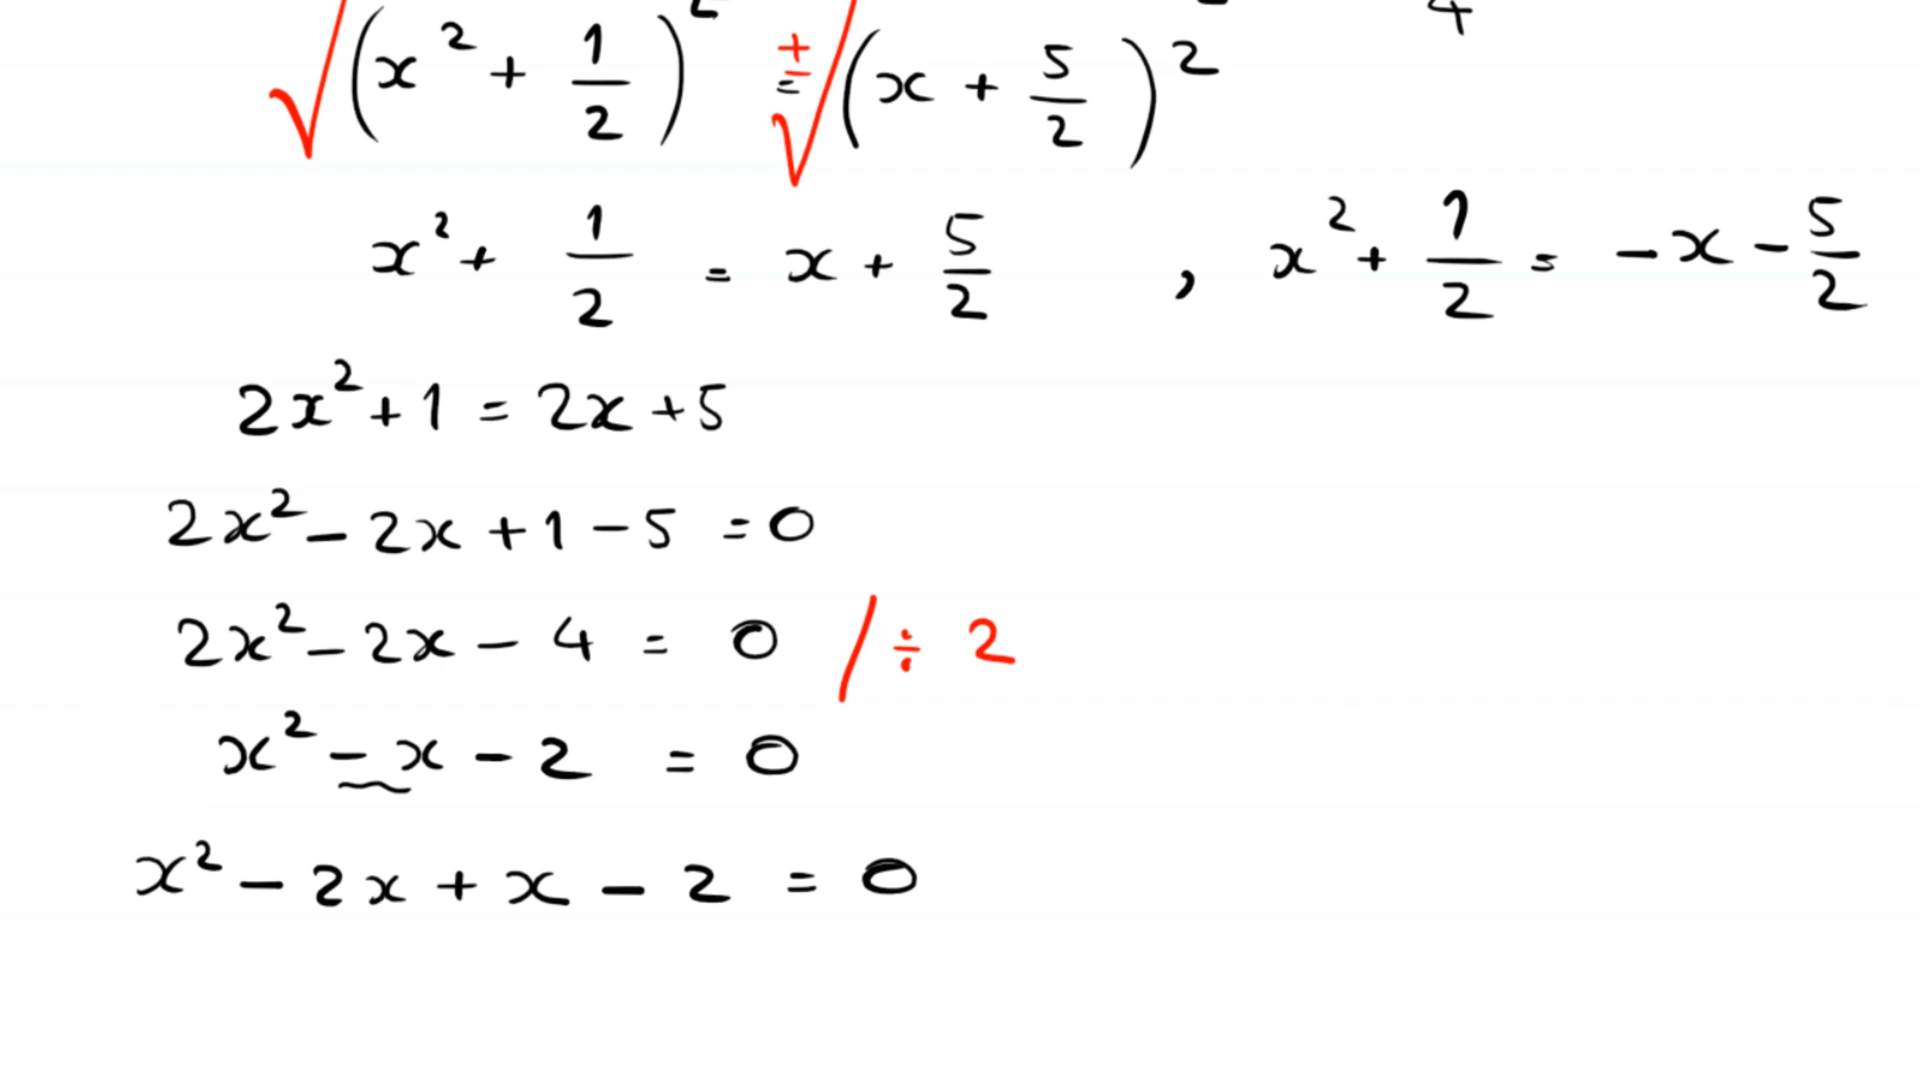 √(x² + 1/2)² ± = √(x + 5/2)²
x² + 1/2 = x + 5/2 , x² + 1/2 = -x - 5/2
2x² + 1 = 2x + 5
2x² - 2x + 1 - 5 = 0
2x² - 2x - 4 = 0 / ÷ 2
x² - x - 2 = 0
x² - 2x + x - 2 = 0